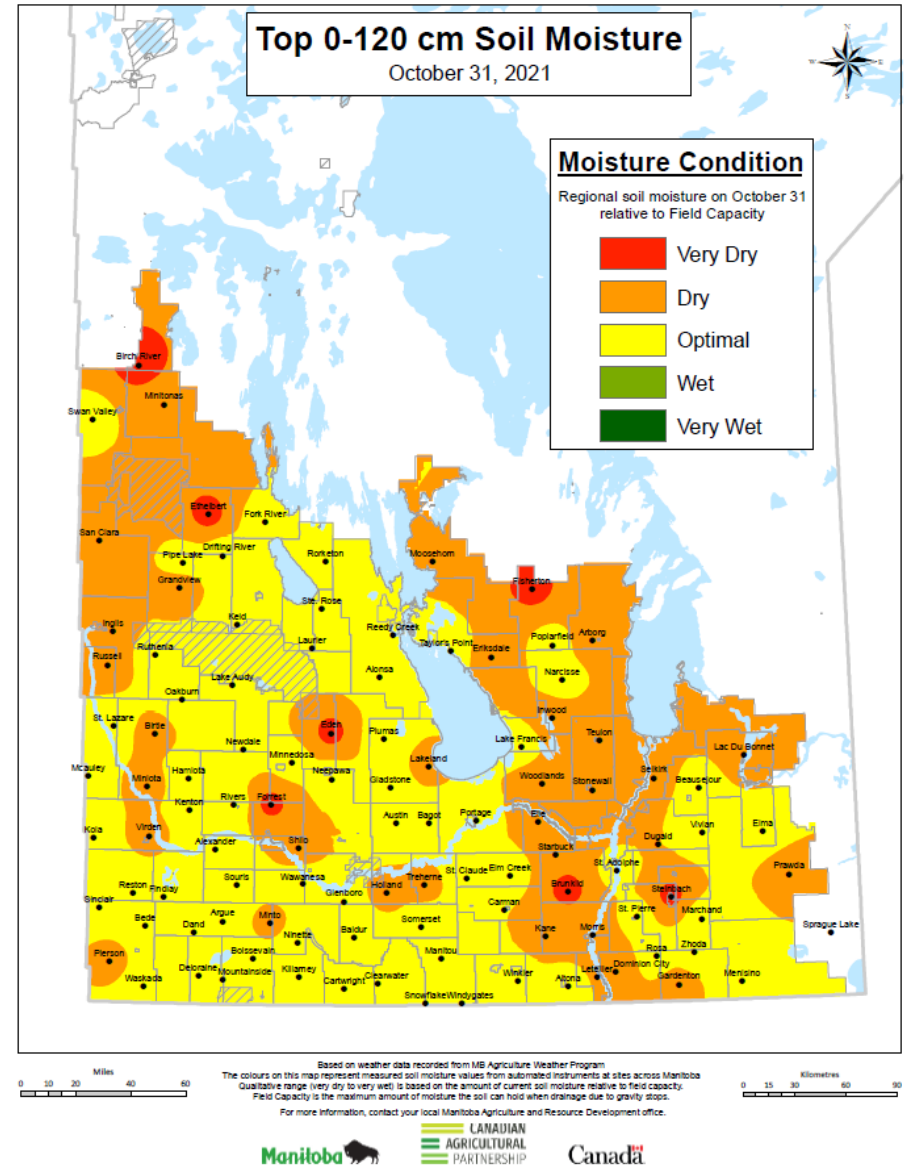 Top 0-120 cm Soil Moisture
October 31, 2021
N
W
E
S
Moisture Condition
Regional soil moisture on October 31
relative to Field Capacity
Very Dry
Dry
Optimal
Wet
Very Wet
Birch River
Minitonas
Swan Valley
Ethelbert
Fork River
San Clara
Drifting River
Pipe Lake
Rorketon
Moosehorn
Grandview
Fisherton
Ste. Rose
Keld
Reedy Creek
Inglis
Taylor's Point
Poplarfield
Arborg
Ruthenia
Laurier
Eriksdale
Russell
Alonsa
Narcisse
Lake Audy
Oakburn
Inwood
St. Lazare
Birtle
Eden
Plumas
Lake Francis
Teulon
Newdale
Minnedosa
Lakeland
Lac Du Bonnet
Mcauley
Miniota
Hamiota
Neepawa
Gladstone
Woodlands
Stonewall
Selkirk
Beausejour
Kenton
Rivers
Forrest
Austin
Bagot
Portage
Elie
Kola
Virden
Vivian
Elma
Alexander
Shilo
Starbuck
Dugald
St. Adolphe
Reston
Findlay
Souris
Wawanesa
Glenboro
Holland
Treherne
St. Claude
Elm Creek
Brunkild
Steinbach
Prawda
Sinclair
Bede
Dand
Argue
Minto
Carman
St. Pierre
Marchand
Sprague Lake
Ninette
Baldur
Somerset
Kane
Morris
Pierson
Boissevain
Manitou
Rosa
Zhoda
Waskada
Deloraine
Mountainside
Killarney
Cartwright
Clearwater
Winkler
Altona
Letellier
Dominion City
Gardenton
Menisino
Snowflake
Windygates
Miles
0 10 20 40 60
Kilometres
0 15 30 60 90
Based on weather data recorded from MB Agriculture Weather Program
The colours on this map represent measured soil moisture values from automated instruments at sites across Manitoba
Qualitative range (very dry to very wet) is based on the amount of current soil moisture relative to field capacity.
Field Capacity is the maximum amount of moisture the soil can hold when drainage due to gravity stops.
For more information, contact your local Manitoba Agriculture and Resource Development office.
Manitoba
CANADIAN
AGRICULTURAL
PARTNERSHIP
Canada